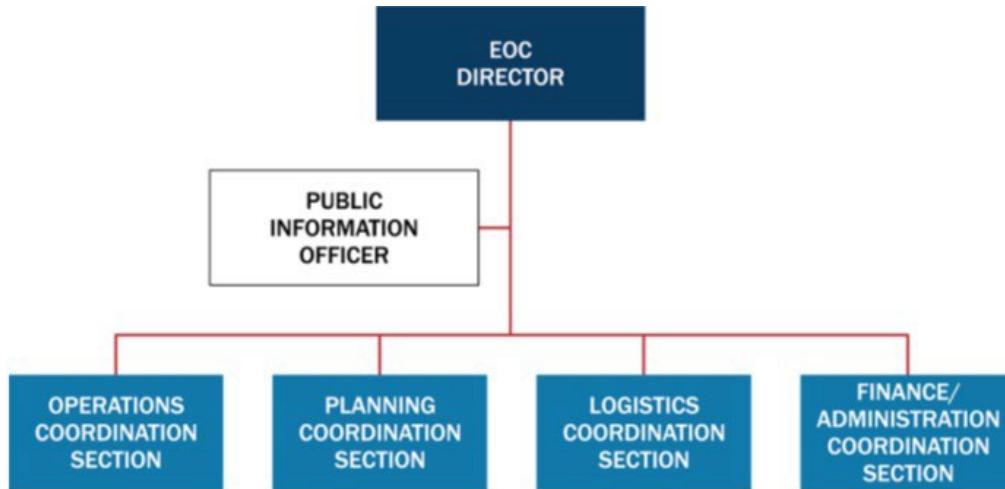 EOC
DIRECTOR
PUBLIC
INFORMATION
OFFICER
OPERATIONS
COORDINATION
SECTION
PLANNING
COORDINATION
SECTION
LOGISTICS
COORDINATION
SECTION
FINANCE/
ADMINISTRATION
COORDINATION
SECTION